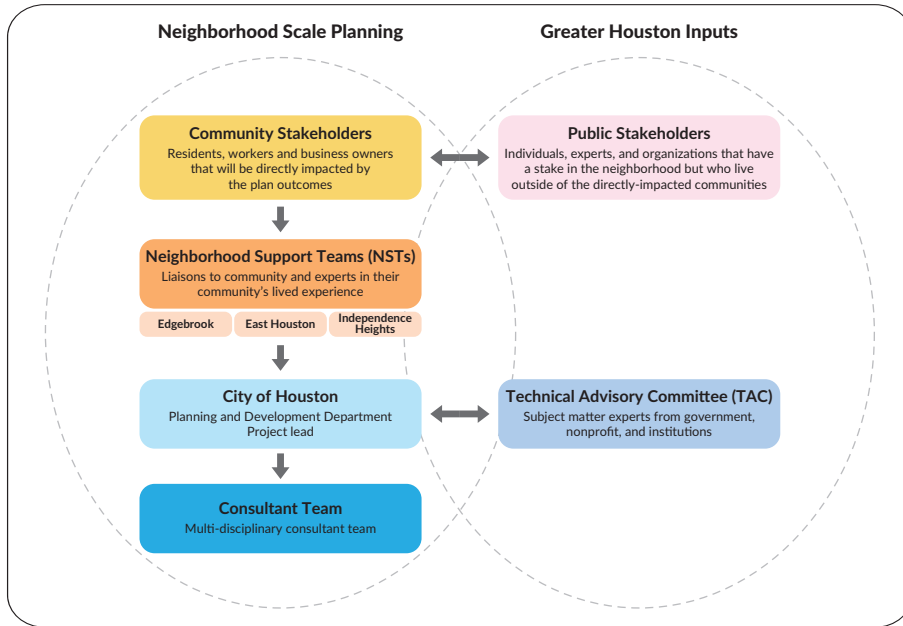 Neighborhood Scale Planning
Greater Houston Inputs
Community Stakeholders
Residents, workers and business owners
that will be directly impacted by
the plan outcomes
Public Stakeholders
Individuals, experts, and organizations that have
a stake in the neighborhood but who live
outside of the directly-impacted communities
Neighborhood Support Teams (NSTs)
Liaisons to community and experts in their
community's lived experience
Edgebrook
East Houston
Independence
Heights
City of Houston
Planning and Development Department
Project lead
Technical Advisory Committee (TAC)
Subject matter experts from government,
nonprofit, and institutions
Consultant Team
Multi-disciplinary consultant team